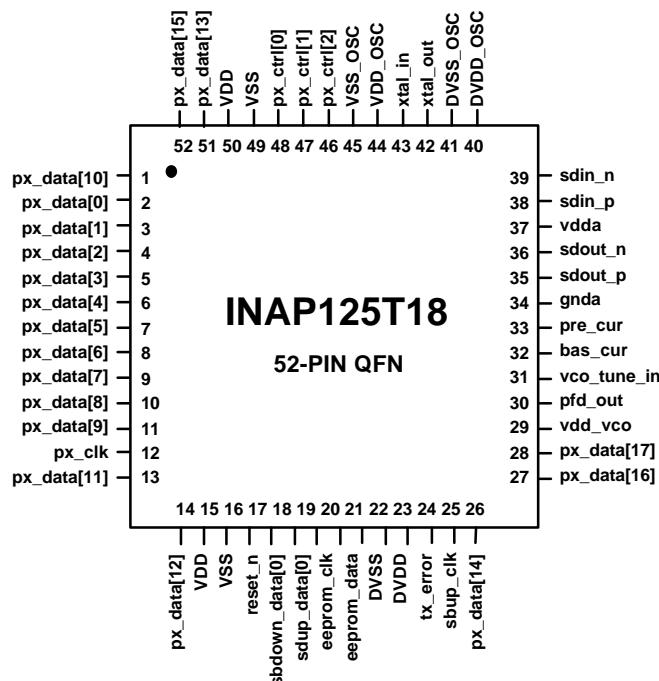 px_data[15]
px_data[13]
VDD
VSS
px_ctrl[0]
px_ctrl[1]
px_ctrl[2]
VSS_OSC
VDD_OSC
xtal_in
xtal_out
DVSS_OSC
DVDD_OSC
52 51 50 49 48 47 46 45 44 43 42 41 40
px_data[10] 1
px_data[0] 2
px_data[1] 3
px_data[2] 4
px_data[3] 5
px_data[4] 6
px_data[5] 7
px_data[6] 8
px_data[7] 9
px_data[8] 10
px_data[9] 11
px_clk 12
px_data[11] 13
INAP125T18
52-PIN QFN
39 sdin_n
38 sdin_p
37 vdda
36 sdout_n
35 sdout_p
34 gnda
33 pre_cur
32 bas_cur
31 vco_tune_in
30 pfd_out
29 vdd_vco
28 px_data[17]
27 px_data[16]
14 15 16 17 18 19 20 21 22 23 24 25 26
px_data[12]
VDD
VSS
reset_n
sbdown_data[0]
sdup_data[0]
eeprom_clk
eeprom_data
DVSS
DVDD
tx_error
sbup_clk
px_data[14]